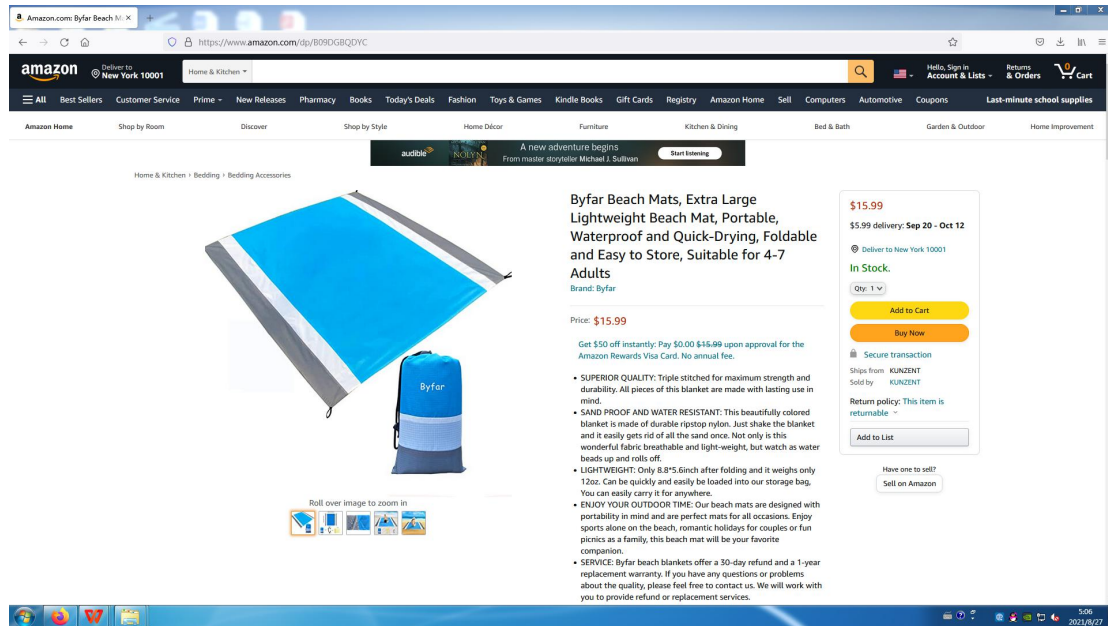 Amazon.com: Byfar Beach M
https://www.amazon.com/dp/B09DGBQDYC
amazon
Deliver to
New York 10001
Home & Kitchen
Hello, Sign in
Account & Lists
Returns
& Orders
0
Cart
All Best Sellers Customer Service Prime New Releases Pharmacy Books Today's Deals Fashion Toys & Games Kindle Books Gift Cards Registry Amazon Home Sell Computers Automotive Coupons Last-minute school supplies
Amazon Home Shop by Room Discover Shop by Style Home Décor Furniture Kitchen & Dining Bed & Bath Garden & Outdoor Home Improvement
audible
NOLYN
A new adventure begins
From master storyteller Michael J. Sullivan
Start listening
Home & Kitchen › Bedding › Bedding Accessories
Byfar
Roll over image to zoom in
Byfar Beach Mats, Extra Large
Lightweight Beach Mat, Portable,
Waterproof and Quick-Drying, Foldable
and Easy to Store, Suitable for 4-7
Adults
Brand: Byfar
Price: $15.99
Get $50 off instantly: Pay $0.00 $15.99 upon approval for the
Amazon Rewards Visa Card. No annual fee.
• SUPERIOR QUALITY: Triple stitched for maximum strength and
durability. All pieces of this blanket are made with lasting use in
mind.
• SAND PROOF AND WATER RESISTANT: This beautifully colored
blanket is made of durable ripstop nylon. Just shake the blanket
and it easily gets rid of all the sand once. Not only is this
wonderful fabric breathable and light-weight, but watch as water
beads up and rolls off.
• LIGHTWEIGHT: Only 8.8*5.6inch after folding and it weighs only
12oz. Can be quickly and easily be loaded into our storage bag,
You can easily carry it for anywhere.
• ENJOY YOUR OUTDOOR TIME: Our beach mats are designed with
portability in mind and are perfect mats for all occasions. Enjoy
sports alone on the beach, romantic holidays for couples or fun
picnics as a family, this beach mat will be your favorite
companion.
• SERVICE: Byfar beach blankets offer a 30-day refund and a 1-year
replacement warranty. If you have any questions or problems
about the quality, please feel free to contact us. We will work with
you to provide refund or replacement services.
$15.99
$5.99 delivery: Sep 20 - Oct 12
Deliver to New York 10001
In Stock.
Qty: 1
Add to Cart
Buy Now
Secure transaction
Ships from KUNZENT
Sold by KUNZENT
Return policy: This item is
returnable
Add to List
Have one to sell?
Sell on Amazon
5:06
2021/8/27